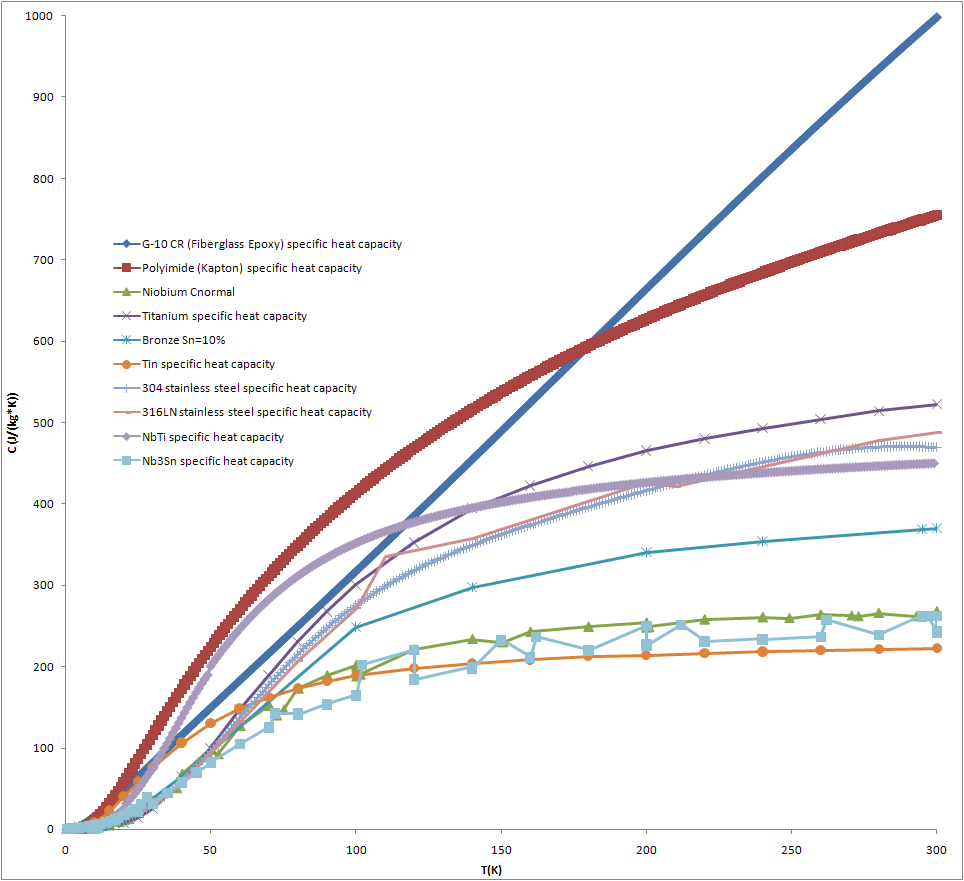 1000
900
800
700
600
500
400
300
200
100
0
C (J/(kg*K))
G-10 CR (Fiberglass Epoxy) specific heat capacity
Polyimide (Kapton) specific heat capacity
Niobium Cnormal
Titanium specific heat capacity
Bronze Sn=10%
Tin specific heat capacity
304 stainless steel specific heat capacity
316LN stainless steel specific heat capacity
NbTi specific heat capacity
Nb3Sn specific heat capacity
0 50 100 150 200 250 300
T(K)